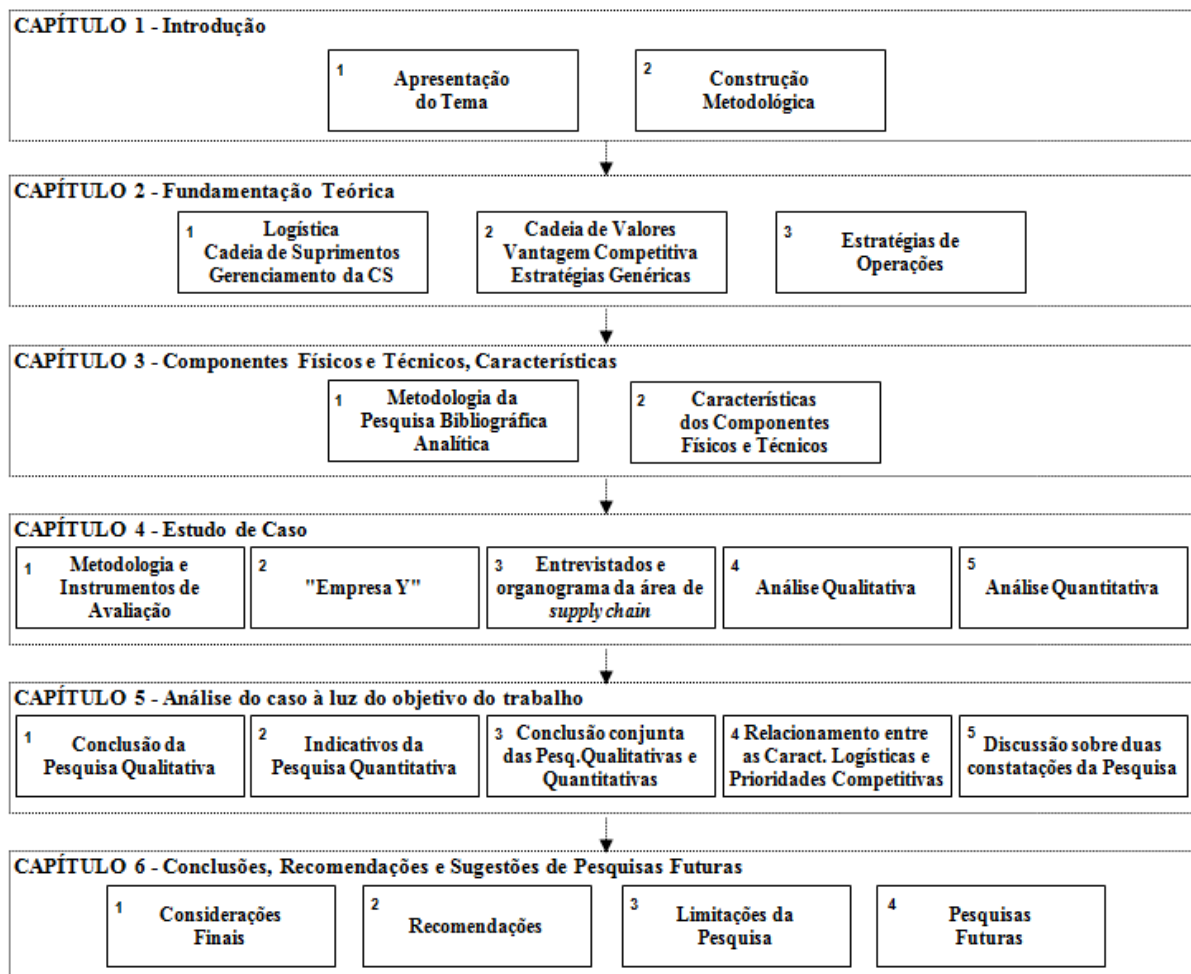 CAPÍTULO 1 - Introdução
1
Apresentação
do Tema
2
Construção
Metodológica
CAPÍTULO 2 - Fundamentação Teórica
1
Logística
Cadeia de Suprimentos
Gerenciamento da CS
2
Cadeia de Valores
Vantagem Competitiva
Estratégias Genéricas
3
Estratégias de
Operações
CAPÍTULO 3 - Componentes Físicos e Técnicos, Características
1
Metodologia da
Pesquisa Bibliográfica
Analítica
2
Características
dos Componentes
Físicos e Técnicos
CAPÍTULO 4 - Estudo de Caso
1
Metodologia e
Instrumentos de
Avaliação
2
"Empresa Y"
3
Entrevistados e
organograma da área de
supply chain
4
Análise Qualitativa
5
Análise Quantitativa
CAPÍTULO 5 - Análise do caso à luz do objetivo do trabalho
1
Conclusão da
Pesquisa Qualitativa
2
Indicativos da
Pesquisa Quantitativa
3
Conclusão conjunta
das Pesq.Qualitativas e
Quantitativas
4
Relacionamento entre
as Caract. Logísticas e
Prioridades Competitivas
5
Discussão sobre duas
constatações da Pesquisa
CAPÍTULO 6 - Conclusões, Recomendações e Sugestões de Pesquisas Futuras
1
Considerações
Finais
2
Recomendações
3
Limitações da
Pesquisa
4
Pesquisas
Futuras